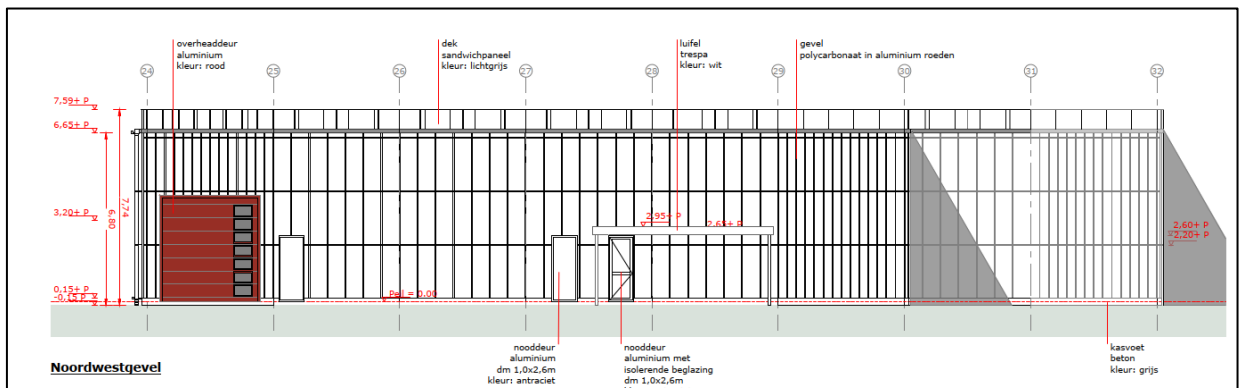 overheaddeur
aluminium
kleur: rood
dek
sandwichpaneel
kleur: lichtgrijs
luifel
trespa
kleur: wit
gevel
polycarbonaat in aluminium roeden
24
25
26
27
28
29
30
31
32
7,59+ P
6,65+ P
3,20+ P
0,15+ P
-0,15 P
6,80
7,74
2,95+ P
2,65+ P
2,60+ P
-2,20+ P
Peil = 0.00
nooddeur
aluminium
dm 1,0x2,6m
kleur: antraciet
nooddeur
aluminium met
isolerende beglazing
dm 1,0x2,6m
kasvoet
beton
kleur: grijs
Noordwestgevel